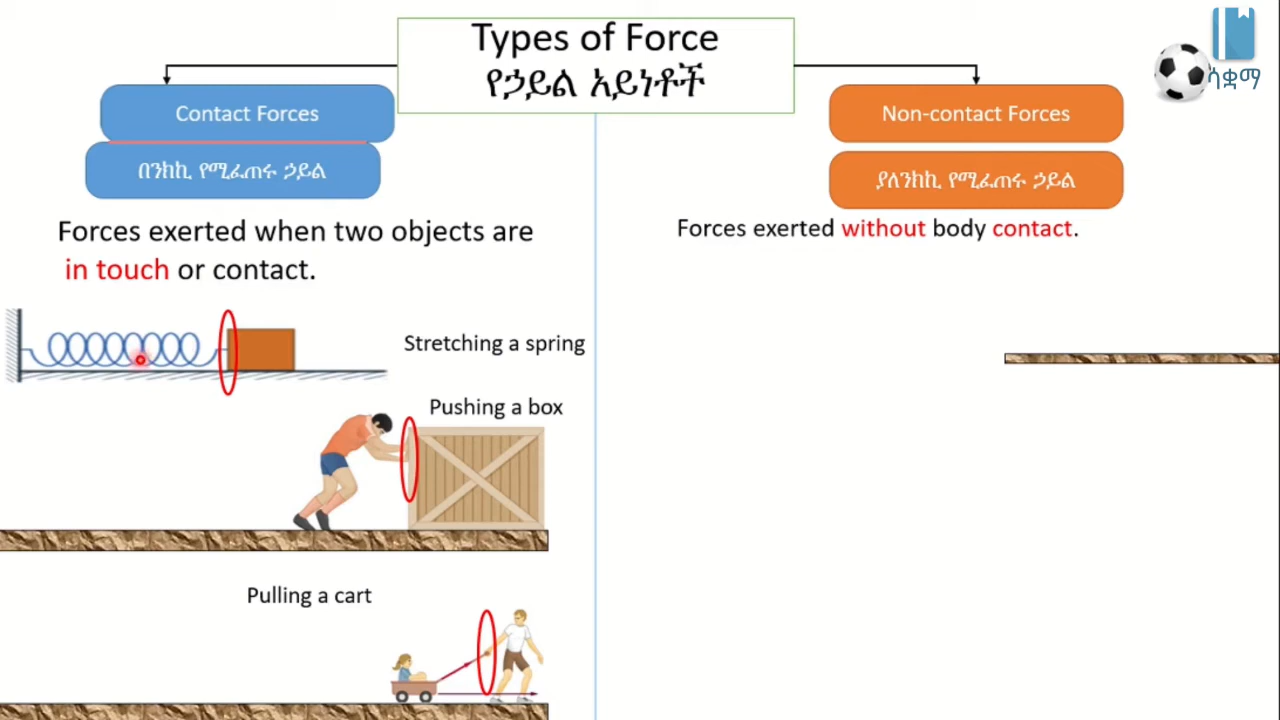 Types of Force
የኃይል አይነቶች
Contact Forces
በንክኪ የሚፈጠሩ ኃይል
Forces exerted when two objects are
in touch or contact.
Stretching a spring
Pushing a box
Pulling a cart
Non-contact Forces
ያለንክኪ የሚፈጠሩ ኃይል
Forces exerted without body contact.
ሳቋማ